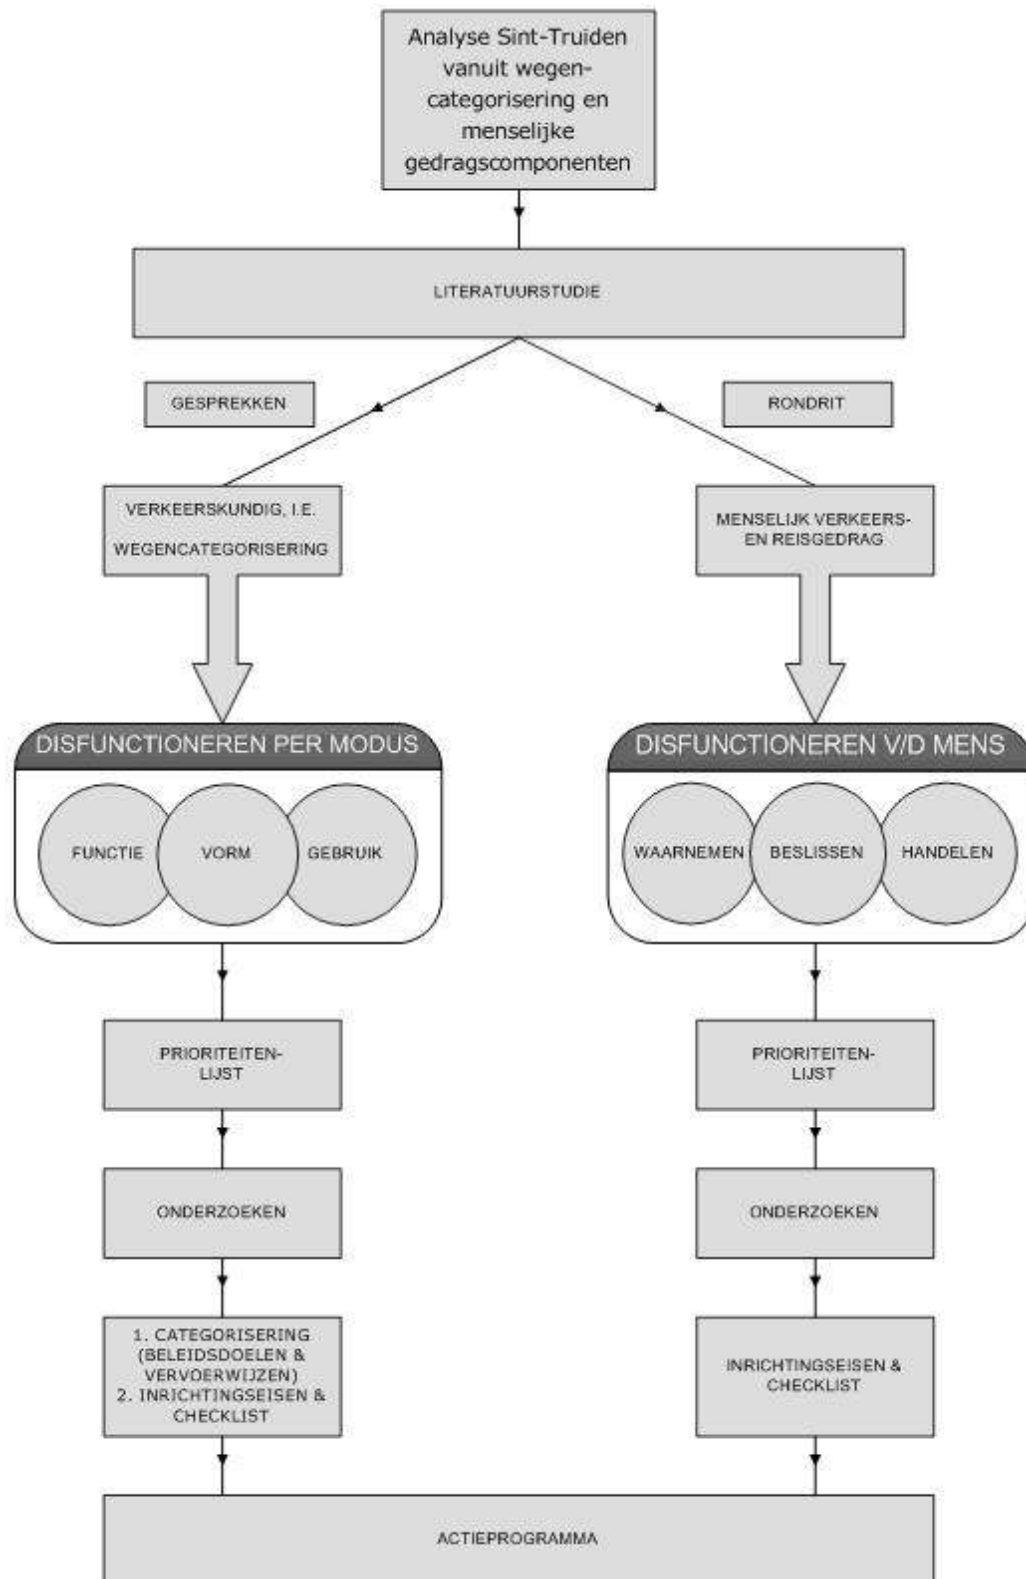 Analyse Sint-Truiden
vanuit wegen-
categorisering en
menselijke
gedragscomponenten
LITERATUURSTUDIE
GESPREKKEN
RONDRIT
VERKEERSKUNDIG, I.E.
WEGENCATEGORISERING
MENSELIJK VERKEERS-
EN REISGEDRAG
DISFUNCTIONEREN PER MODUS
FUNCTIE
VORM
GEBRUIK
DISFUNCTIONEREN V/D MENS
WAARNEMEN
BESLISSEN
HANDELEN
PRIORITEITEN-
LIJST
PRIORITEITEN-
LIJST
ONDERZOEKEN
ONDERZOEKEN
1. CATEGORISERING
(BELEIDSDOELEN &
VERVOERWIJZEN)
2. INRICHTINGSEISEN &
CHECKLIST
INRICHTINGSEISEN &
CHECKLIST
ACTIEPROGRAMMA